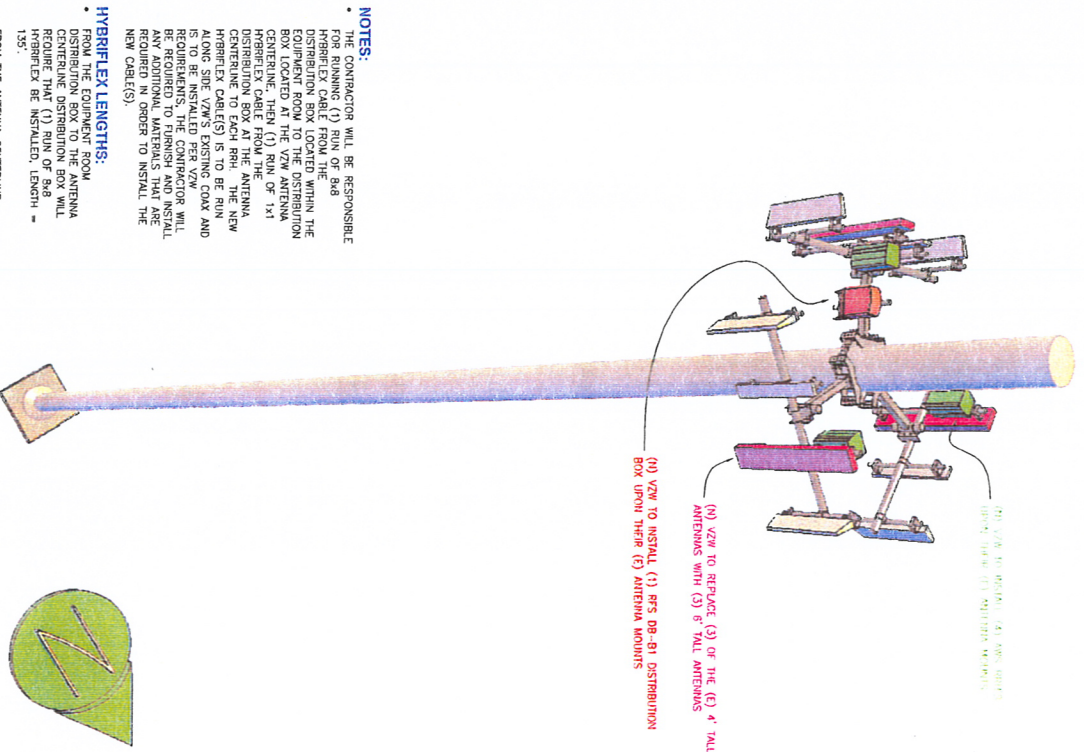 NOTES:
• THE CONTRACTOR WILL BE RESPONSIBLE
FOR RUNNING (1) RUN OF 8x8
HYBRIFLEX CABLE FROM THE
DISTRIBUTION BOX LOCATED WITHIN THE
EQUIPMENT ROOM TO THE DISTRIBUTION
BOX LOCATED AT THE VZW ANTENNA
CENTERLINE, THEN (1) RUN OF 1x1
HYBRIFLEX CABLE FROM THE
DISTRIBUTION BOX AT THE ANTENNA
CENTERLINE TO EACH RRH. THE NEW
HYBRIFLEX CABLE(S) IS TO BE RUN
ALONG SIDE VZW'S EXISTING COAX AND
IS TO BE INSTALLED PER VZW
REQUIREMENTS, THE CONTRACTOR WILL
BE REQUIRED TO FURNISH AND INSTALL
ANY ADDITIONAL MATERIALS THAT ARE
REQUIRED IN ORDER TO INSTALL THE
NEW CABLE(S).
HYBRIFLEX LENGTHS:
• FROM THE EQUIPMENT ROOM
DISTRIBUTION BOX TO THE ANTENNA
CENTERLINE DISTRIBUTION BOX WILL
REQUIRE THAT (1) RUN OF 8x8
HYBRIFLEX BE INSTALLED, LENGTH =
135'.
(N) VZW TO INSTALL
(N) VZW TO REPLACE (3) OF THE (E) 4' TALL
ANTENNAS WITH (3) 6' TALL ANTENNAS
(N) VZW TO INSTALL (1) RFS DB-B1 DISTRIBUTION
BOX UPON THEIR (E) ANTENNA MOUNTS
N